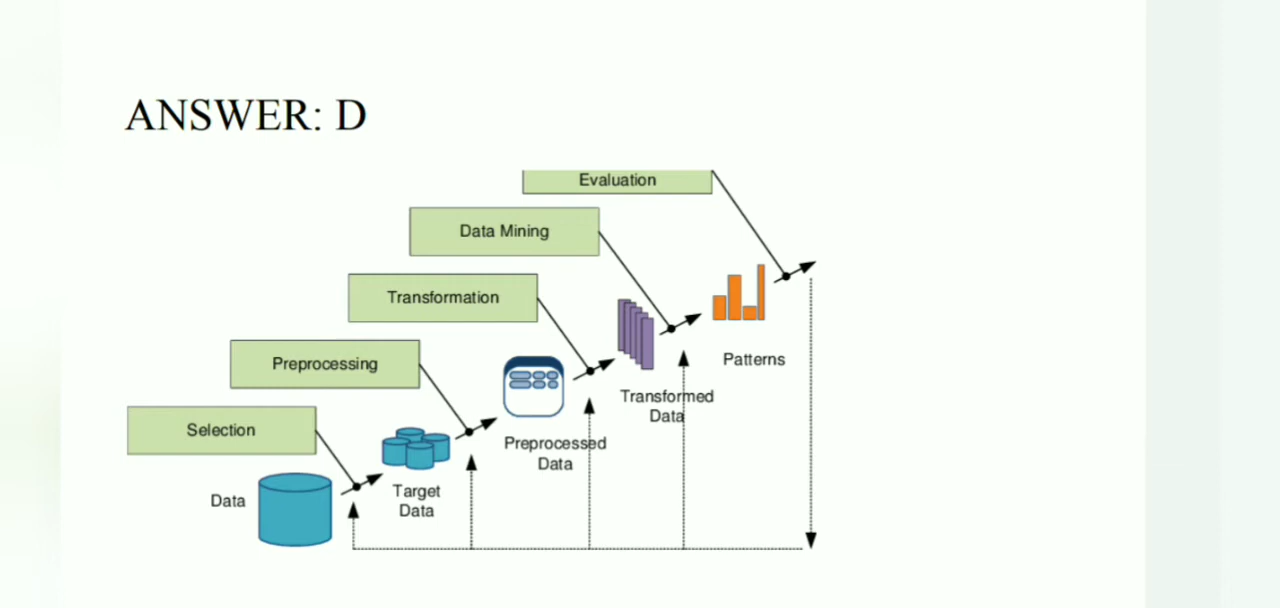 ANSWER: D
Evaluation
Data Mining
Transformation
Patterns
Preprocessing
Transformed
Data
Selection
Preprocessed
Data
Data
Target
Data